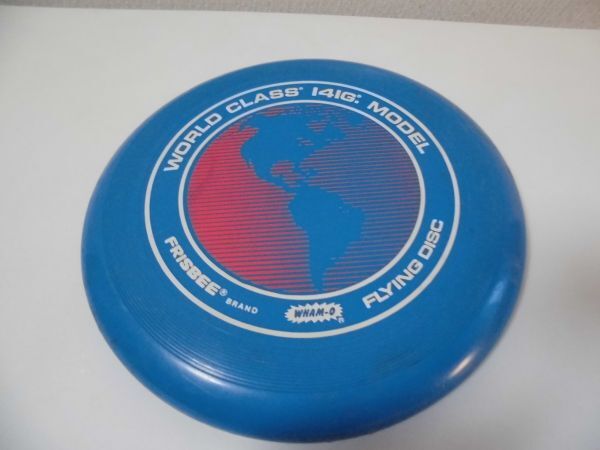 WORLD CLASS® 141G: MODEL
FRISBEE® BRAND
WHAM-O®
FLYING DISC